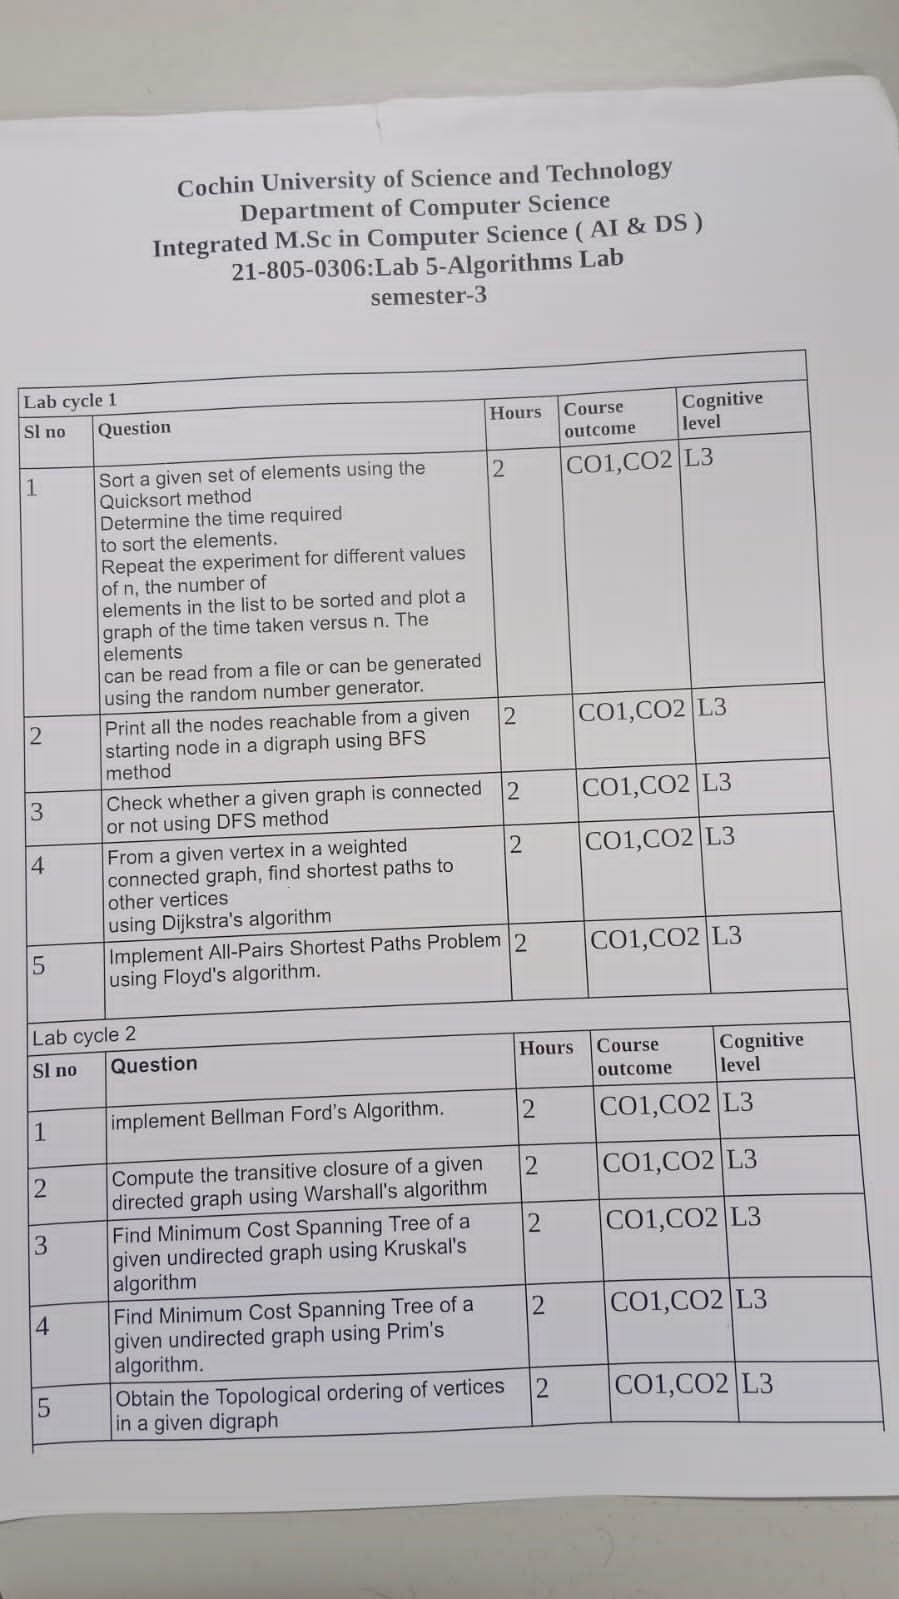 Cochin University of Science and Technology
Department of Computer Science
Integrated M.Sc in Computer Science ( AI & DS )
21-805-0306:Lab 5-Algorithms Lab
semester-3
Lab cycle 1
Sl no Question Hours Course outcome Cognitive level
1 Sort a given set of elements using the
Quicksort method
Determine the time required
to sort the elements.
Repeat the experiment for different values
of n, the number of
elements in the list to be sorted and plot a
graph of the time taken versus n. The
elements
can be read from a file or can be generated
using the random number generator.
2 CO1,CO2 L3
2 Print all the nodes reachable from a given
starting node in a digraph using BFS
method
2 CO1,CO2 L3
3 Check whether a given graph is connected
or not using DFS method
2 CO1,CO2 L3
4 From a given vertex in a weighted
connected graph, find shortest paths to
other vertices
using Dijkstra's algorithm
2 CO1,CO2 L3
5 Implement All-Pairs Shortest Paths Problem
using Floyd's algorithm.
2 CO1,CO2 L3
Lab cycle 2
Sl no Question Hours Course outcome Cognitive level
1 implement Bellman Ford's Algorithm. 2 CO1,CO2 L3
2 Compute the transitive closure of a given
directed graph using Warshall's algorithm
2 CO1,CO2 L3
3 Find Minimum Cost Spanning Tree of a
given undirected graph using Kruskal's
algorithm
2 CO1,CO2 L3
4 Find Minimum Cost Spanning Tree of a
given undirected graph using Prim's
algorithm.
2 CO1,CO2 L3
5 Obtain the Topological ordering of vertices
in a given digraph
2 CO1,CO2 L3